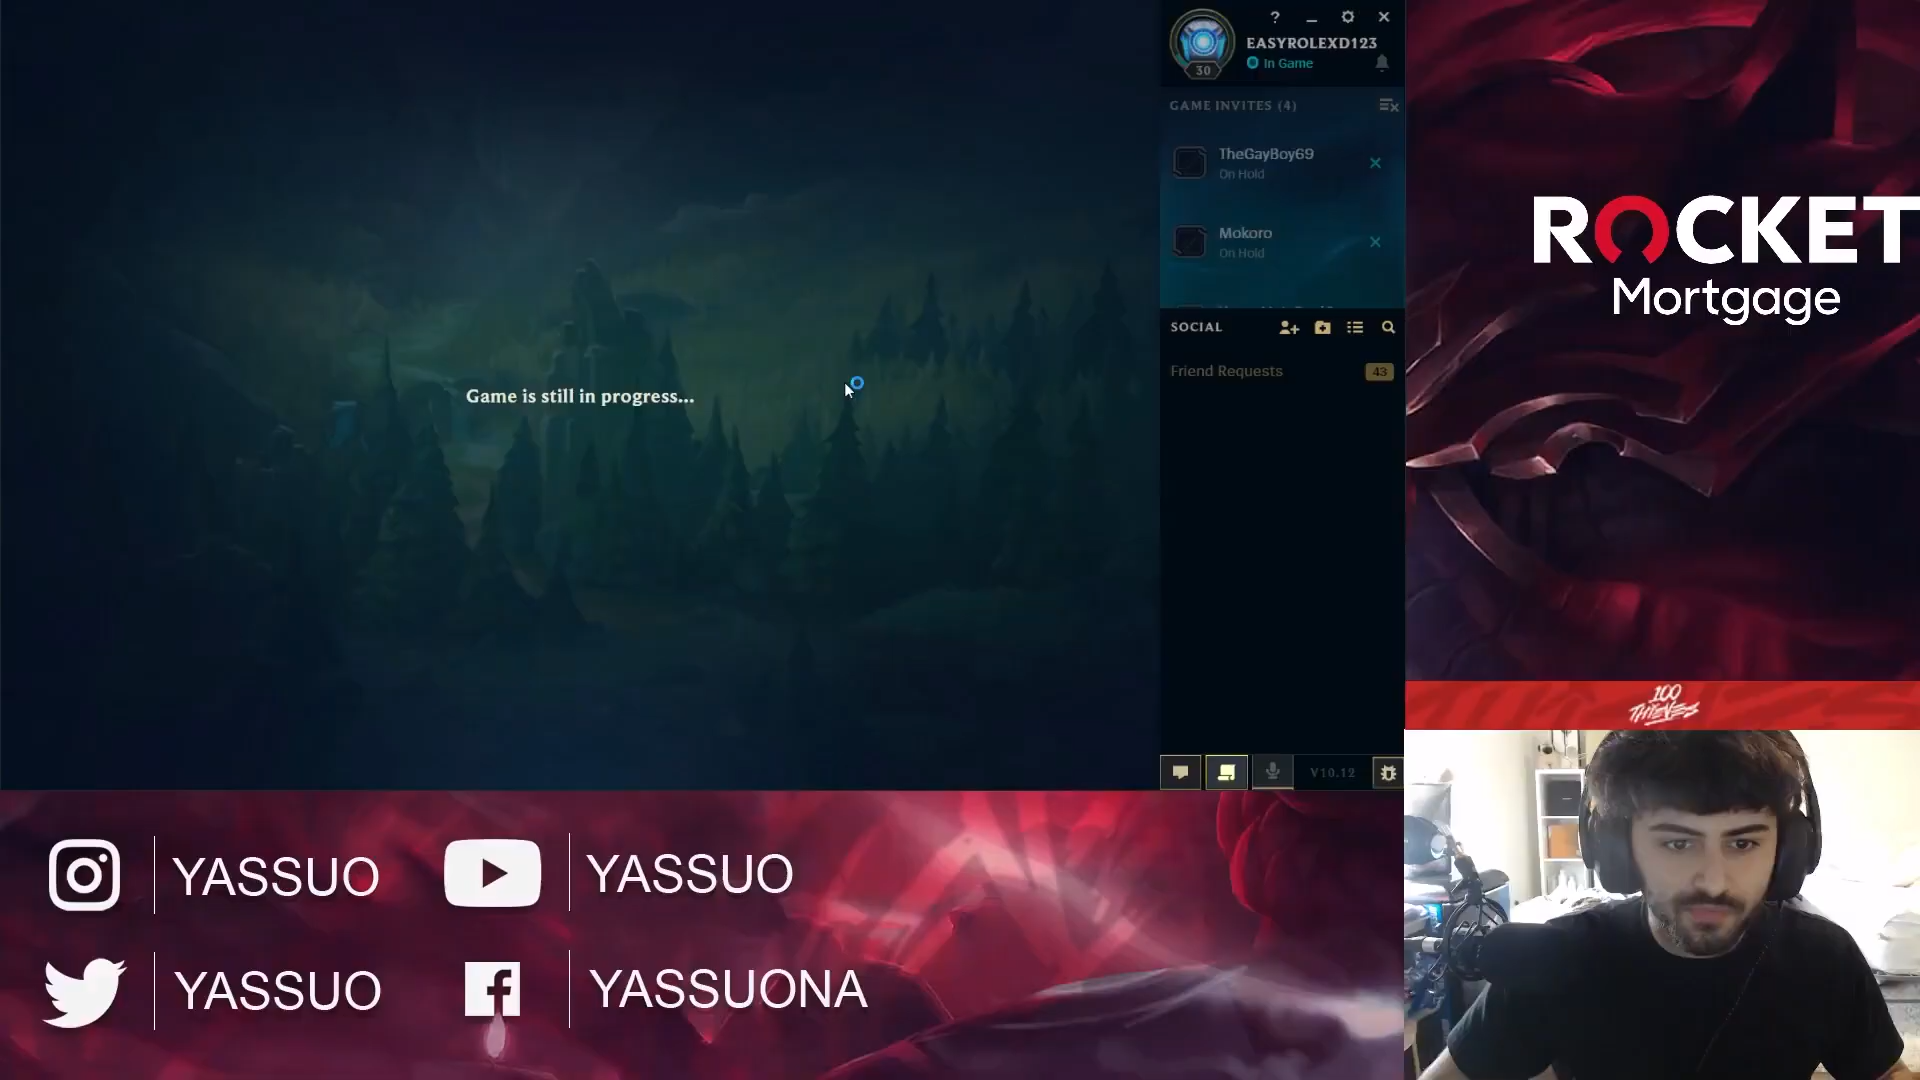 ?
EASYROLEXD123
In Game
30
GAME INVITES (4)
TheGayBoy69
On Hold
Mokoro
On Hold
SOCIAL
Friend Requests
43
Game is still in progress...
V10.12
ROCKET
Mortgage
100
THIEVES
YASSUO
YASSUO
YASSUO
YASSUONA